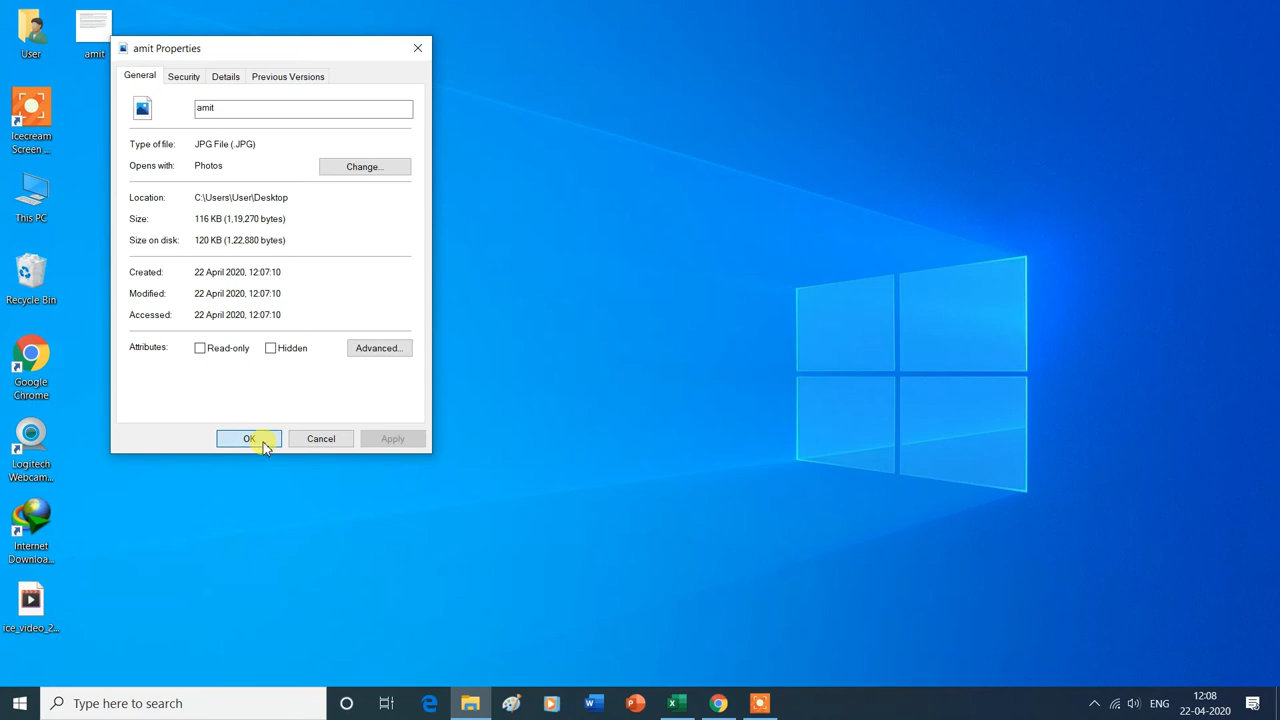 User
amit
Icecream
Screen ...
This PC
Recycle Bin
Google
Chrome
Logitech
Webcam...
Internet
Downloa...
ice_video_2...
amit Properties
General
Security
Details
Previous Versions
amit
Type of file: JPG File (.JPG)
Opens with: Photos
Change...
Location: C:\Users\User\Desktop
Size: 116 KB (1,19,270 bytes)
Size on disk: 120 KB (1,22,880 bytes)
Created: 22 April 2020, 12:07:10
Modified: 22 April 2020, 12:07:10
Accessed: 22 April 2020, 12:07:10
Attributes: Read-only Hidden
Advanced...
OK
Cancel
Apply
Type here to search
ENG
12:08
22-04-2020